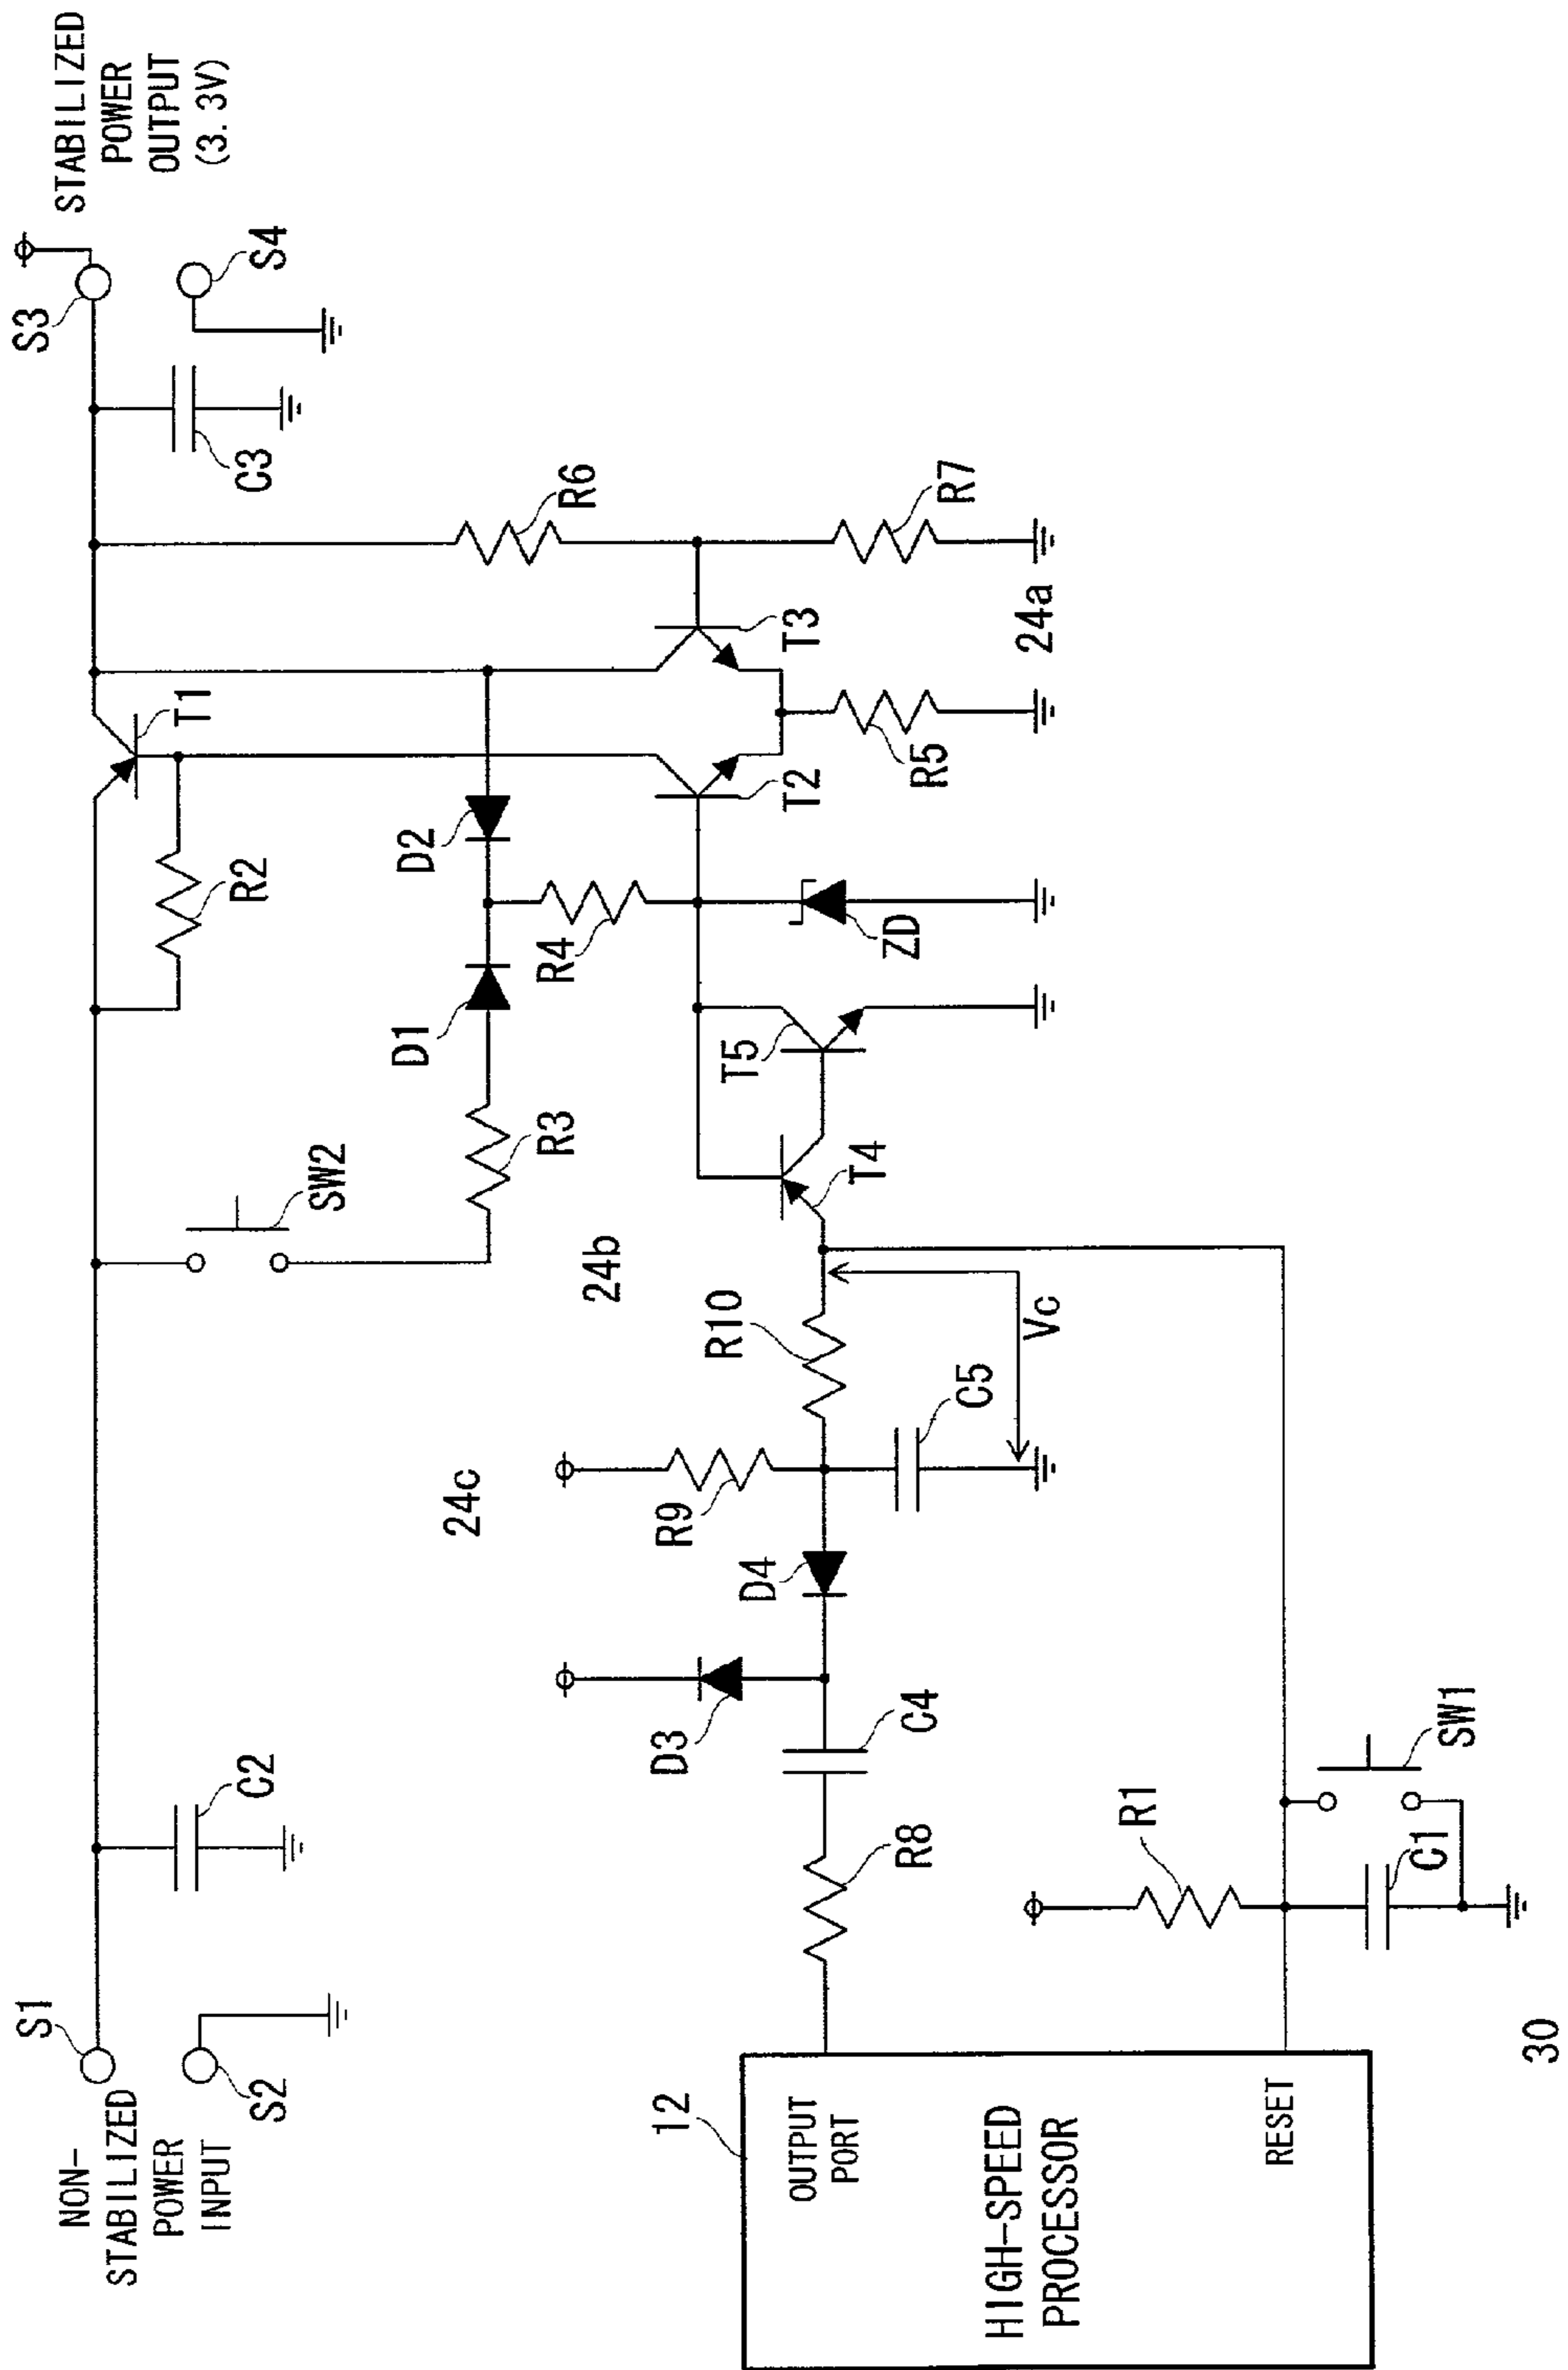 NON-
STABILIZED
POWER
INPUT
S1
S2
C2
SW2
R3
D1
R2
T1
D2
R4
T2
T3
ZD
R5
R6
R7
24a
C3
S3
S4
STABILIZED
POWER
OUTPUT
(3. 3V)
24b
T5
T4
24c
R9
R10
C5
Vc
D4
D3
C4
R8
R1
C1
SW1
12
OUTPUT
PORT
HIGH-SPEED
PROCESSOR
RESET
30